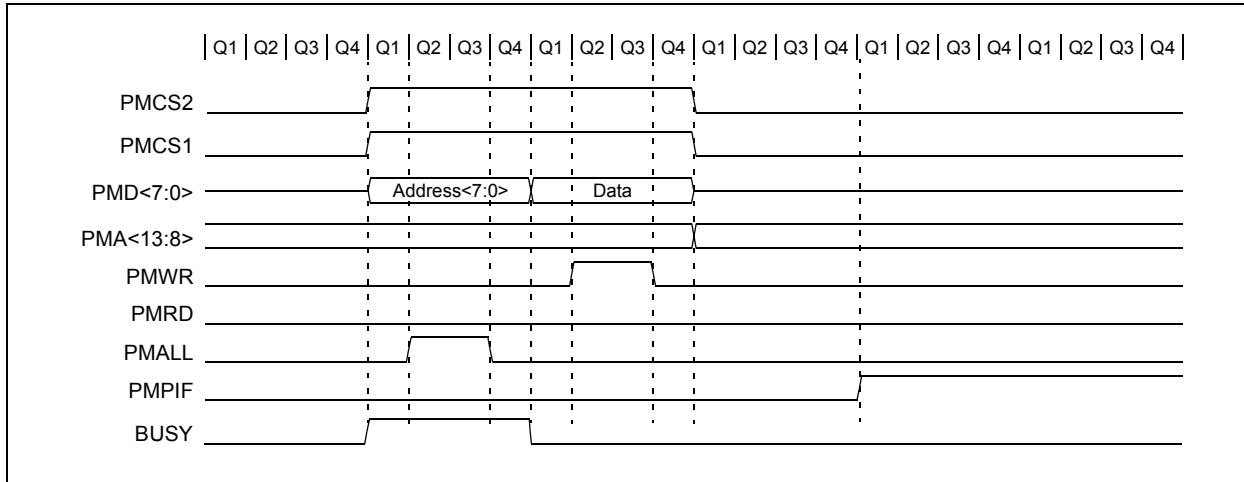 Q1 Q2 Q3 Q4 Q1 Q2 Q3 Q4 Q1 Q2 Q3 Q4 Q1 Q2 Q3 Q4 Q1 Q2 Q3 Q4 Q1 Q2 Q3 Q4
PMCS2
PMCS1
PMD<7:0> Address<7:0> Data
PMA<13:8>
PMWR
PMRD
PMALL
PMPIF
BUSY